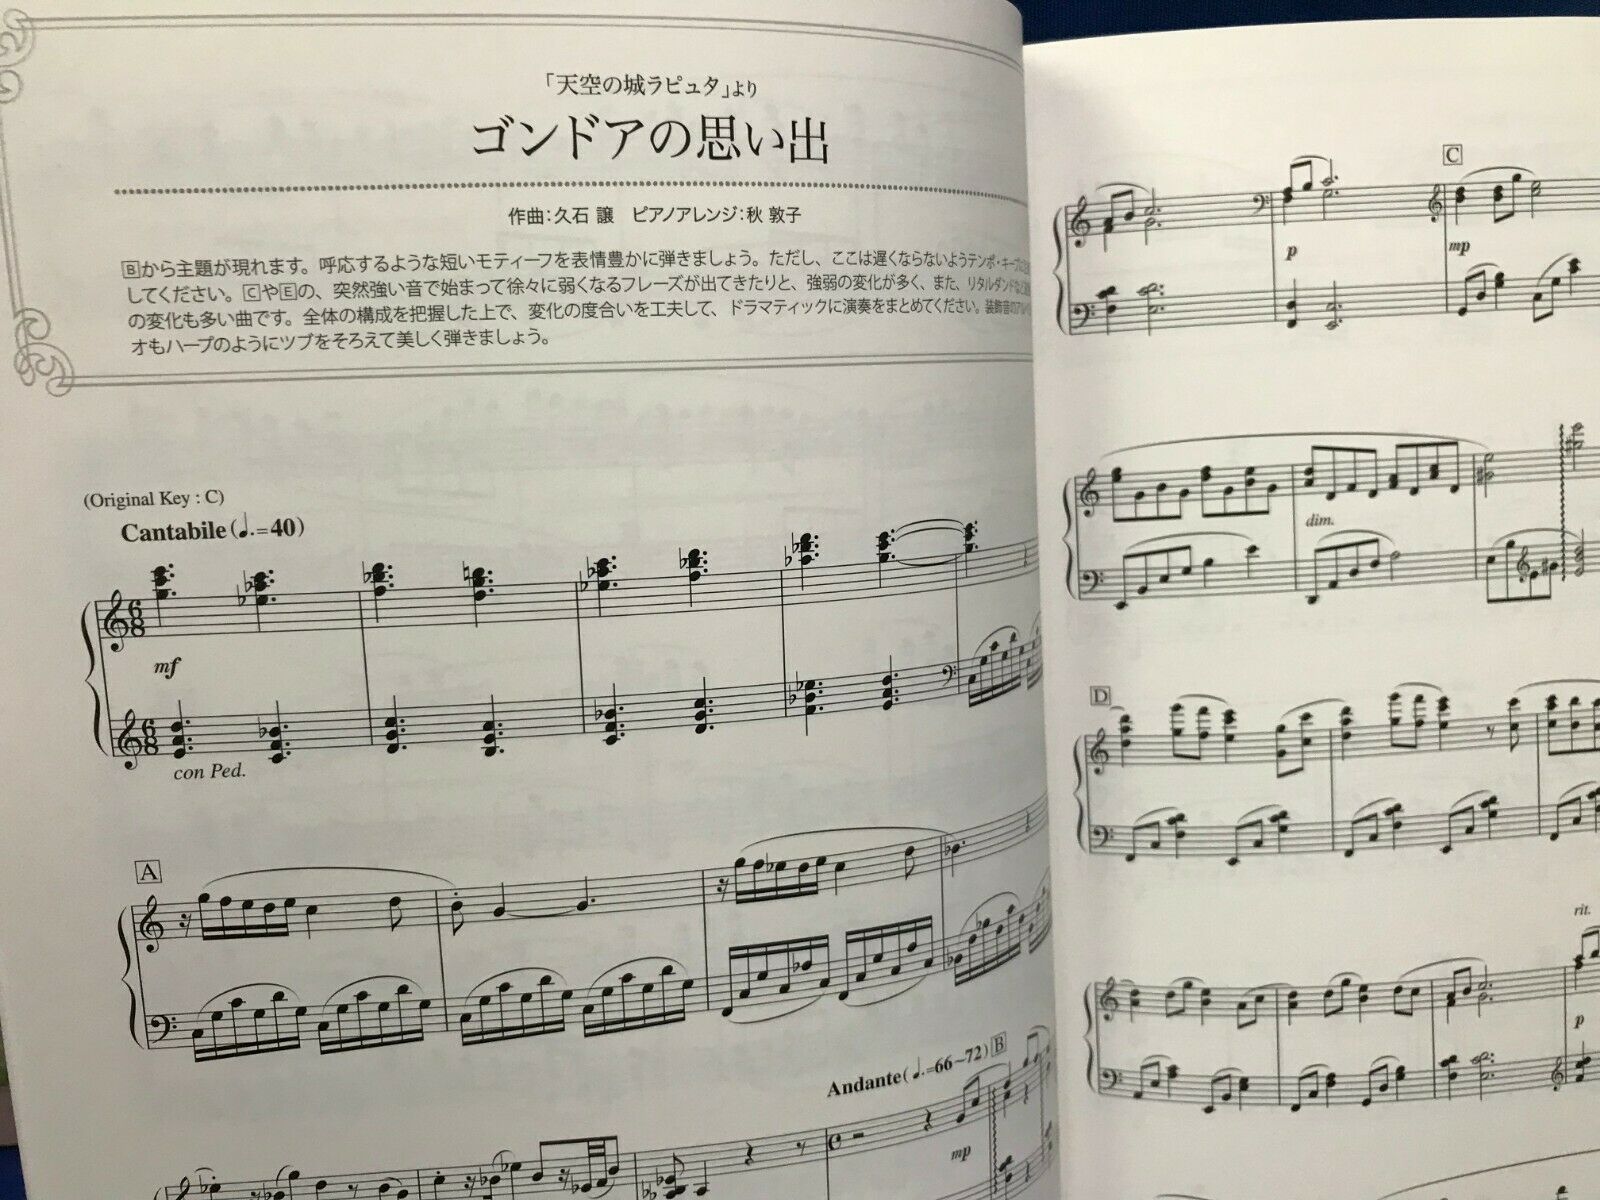 「天空の城ラピュタ」より
ゴンドアの思い出
作曲:久石 譲 ピアノアレンジ:秋 敦子
Bから主題が現れます。呼応するような短いモティーフを表情豊かに弾きましょう。ただし、ここは遅くならないようテンポ・キープ
してください。CやEの、突然強い音で始まって徐々に弱くなるフレーズが出てきたりと、強弱の変化が多く、また、リタルダンド
の変化も多い曲です。全体の構成を把握した上で、変化の度合いを工夫して、ドラマティックに演奏をまとめてください。装飾音の
オもハープのようにツブをそろえて美しく弾きましょう。
(Original Key : C)
Cantabile (♩.=40)
6 8
mf
6 8
con Ped.
A
Andante (♩.=66~72) B
mp
C
p
mp
dim.
D
rit.
p